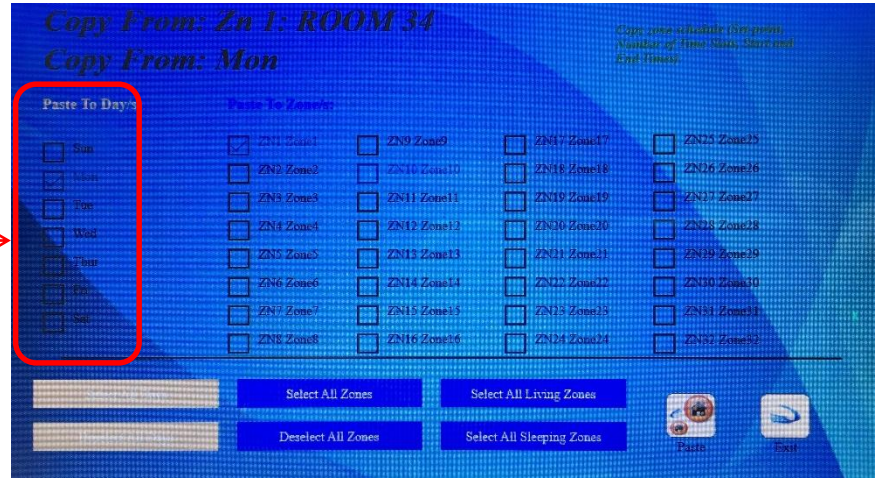 Copy From: Zn 1: ROOM 34
Copy From: Mon
Copy zone schedule (Set-point,
Number of Time Slots, Start and
End Times)
Paste To Day/s
Paste To Zone/s:
Sun
Mon
Tue
Wed
Thur
Fri
Sat
ZN1 Zone1
ZN2 Zone2
ZN3 Zone3
ZN4 Zone4
ZN5 Zone5
ZN6 Zone6
ZN7 Zone7
ZN8 Zone8
ZN9 Zone9
ZN10 Zone10
ZN11 Zone11
ZN12 Zone12
ZN13 Zone13
ZN14 Zone14
ZN15 Zone15
ZN16 Zone16
ZN17 Zone17
ZN18 Zone18
ZN19 Zone19
ZN20 Zone20
ZN21 Zone21
ZN22 Zone22
ZN23 Zone23
ZN24 Zone24
ZN25 Zone25
ZN26 Zone26
ZN27 Zone27
ZN28 Zone28
ZN29 Zone29
ZN30 Zone30
ZN31 Zone31
ZN32 Zone32
Select All Zones
Select All Living Zones
Deselect All Zones
Select All Sleeping Zones
Paste
Exit